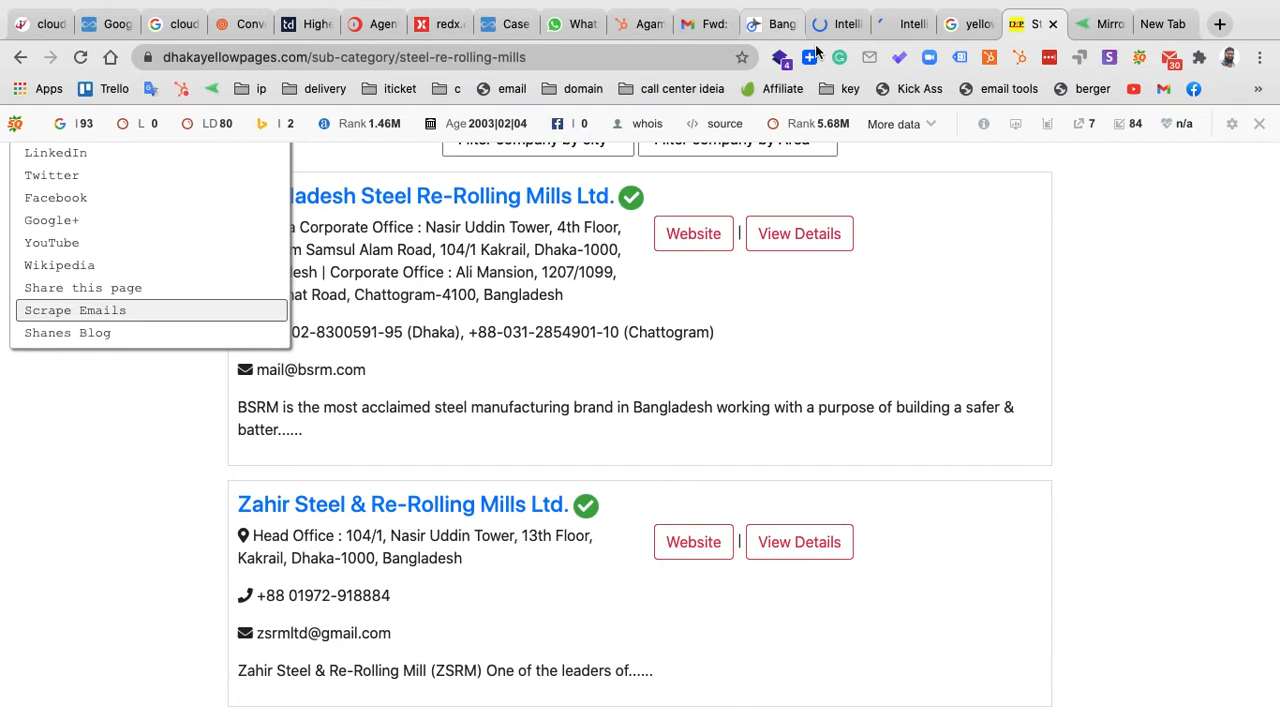 cloud
Goog
cloud
Conv
Highe
Agen
redx.c
Case
What
Agam
Fwd:
Bang
Intelli
Intelli
yellov
St
Mirro
New Tab
dhakayellowpages.com/sub-category/steel-re-rolling-mills
4
30
Apps
Trello
ip
delivery
iticket
c
email
domain
call center ideia
Affiliate
key
Kick Ass
email tools
berger
»
I 93
L 0
LD 80
I 2
Rank 1.46M
Age 2003|02|04
I 0
whois
source
Rank 5.68M
More data
7
84
n/a
LinkedIn
Twitter
Facebook
Google+
YouTube
Wikipedia
Share this page
Scrape Emails
Shanes Blog
Filter company by city
Filter company by Area
ladesh Steel Re-Rolling Mills Ltd.
a Corporate Office : Nasir Uddin Tower, 4th Floor,
m Samsul Alam Road, 104/1 Kakrail, Dhaka-1000,
desh | Corporate Office : Ali Mansion, 1207/1099,
hat Road, Chattogram-4100, Bangladesh
02-8300591-95 (Dhaka), +88-031-2854901-10 (Chattogram)
mail@bsrm.com
BSRM is the most acclaimed steel manufacturing brand in Bangladesh working with a purpose of building a safer &
batter......
Website | View Details
Zahir Steel & Re-Rolling Mills Ltd.
Head Office : 104/1, Nasir Uddin Tower, 13th Floor,
Kakrail, Dhaka-1000, Bangladesh
+88 01972-918884
zsrmltd@gmail.com
Zahir Steel & Re-Rolling Mill (ZSRM) One of the leaders of......
Website | View Details